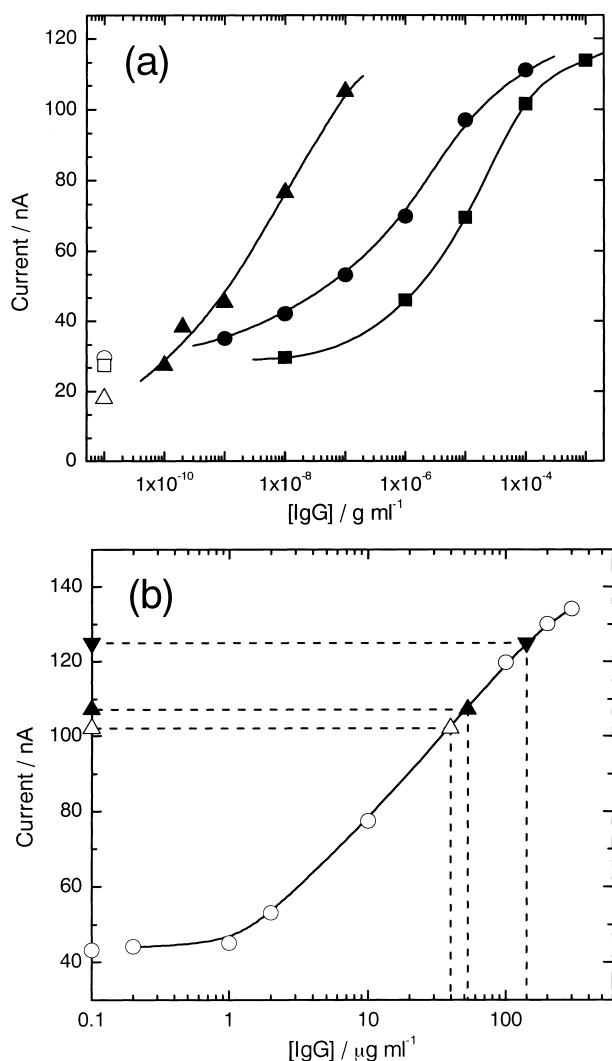 (a)
120
100
80
60
40
20
0
Current / nA
1x10⁻¹⁰ 1x10⁻⁸ 1x10⁻⁶ 1x10⁻⁴
[IgG] / g ml⁻¹
(b)
140
120
100
80
60
40
Current / nA
0.1 1 10 100
[IgG] / μg ml⁻¹